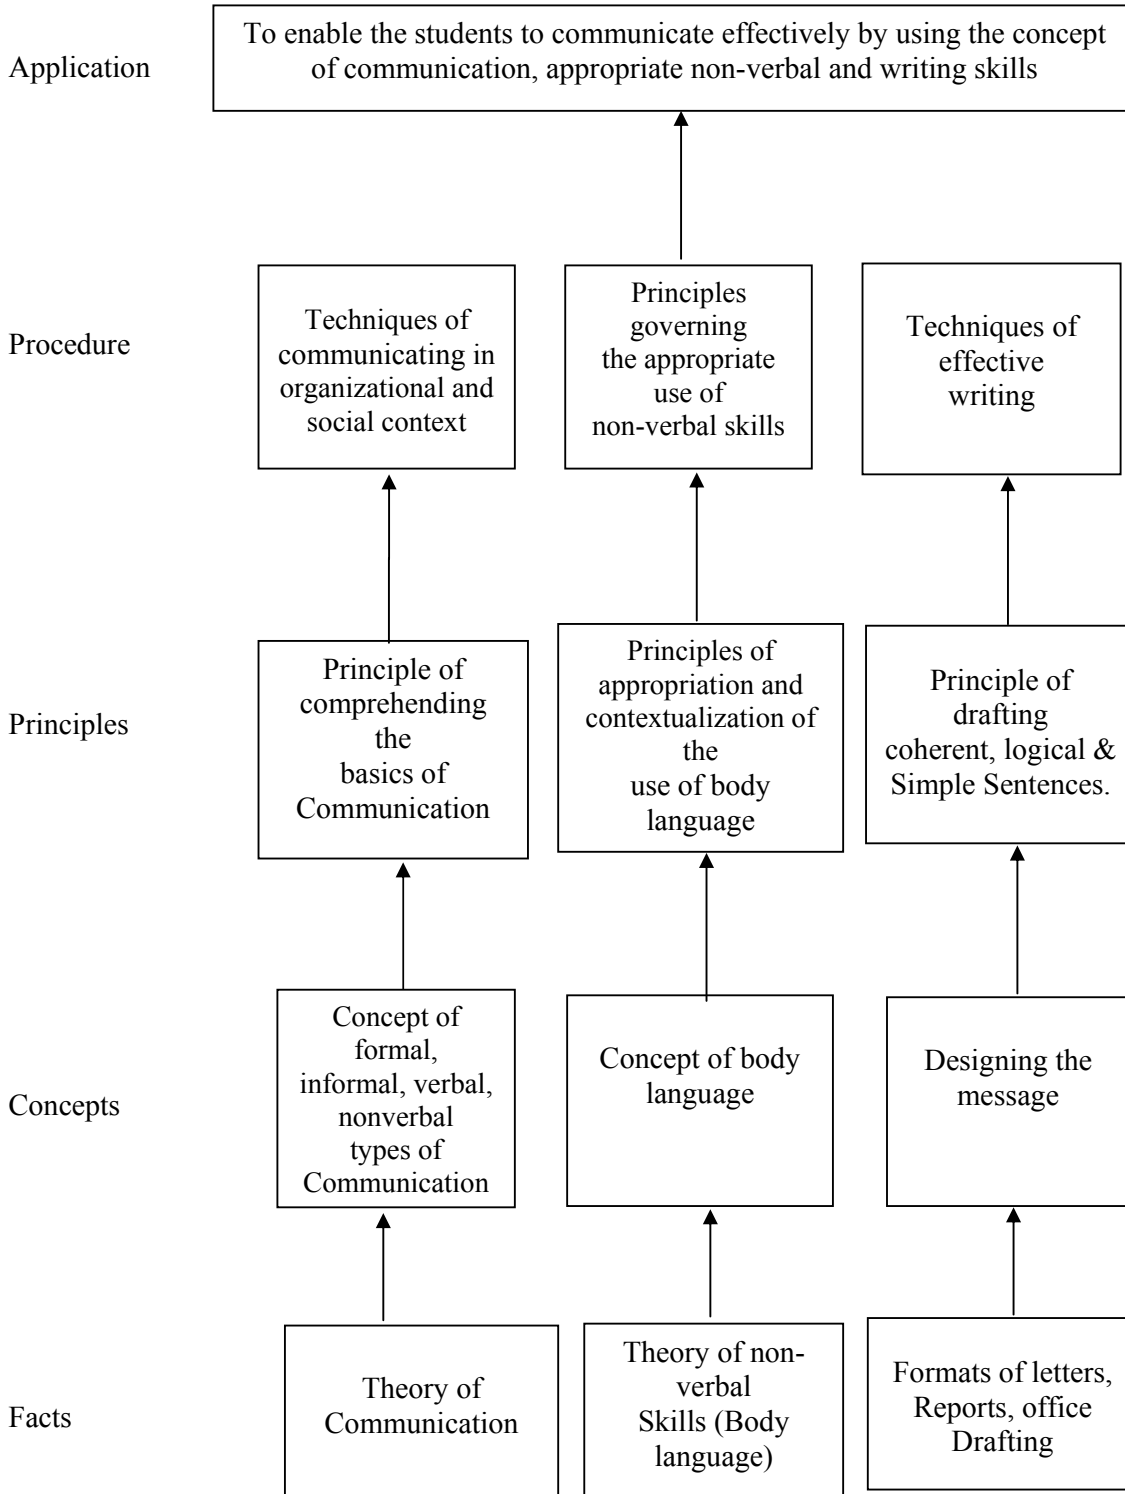 Application
To enable the students to communicate effectively by using the concept
of communication, appropriate non-verbal and writing skills
Procedure
Techniques of
communicating in
organizational and
social context
Principles
governing
the appropriate
use of
non-verbal skills
Techniques of
effective
writing
Principles
Principle of
comprehending
the
basics of
Communication
Principles of
appropriation and
contextualization of
the
use of body
language
Principle of
drafting
coherent, logical &
Simple Sentences.
Concepts
Concept of
formal,
informal, verbal,
nonverbal
types of
Communication
Concept of body
language
Designing the
message
Facts
Theory of
Communication
Theory of non-
verbal
Skills (Body
language)
Formats of letters,
Reports, office
Drafting